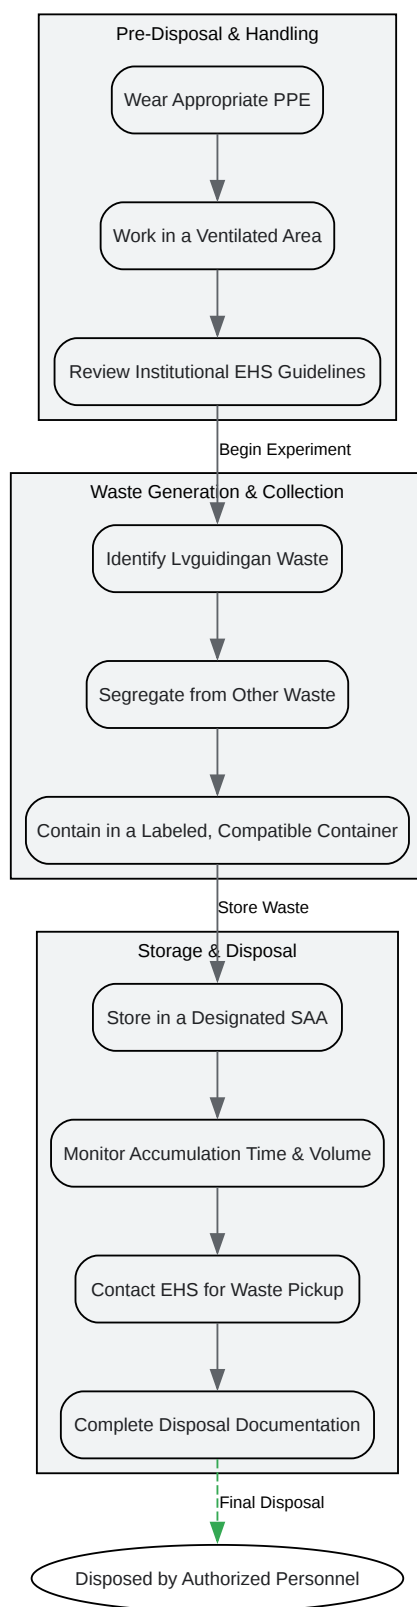 Pre-Disposal & Handling
Wear Appropriate PPE
Work in a Ventilated Area
Review Institutional EHS Guidelines
Begin Experiment
Waste Generation & Collection
Identify Lvguidingan Waste
Segregate from Other Waste
Contain in a Labeled, Compatible Container
Store Waste
Storage & Disposal
Store in a Designated SAA
Monitor Accumulation Time & Volume
Contact EHS for Waste Pickup
Complete Disposal Documentation
Final Disposal
Disposed by Authorized Personnel